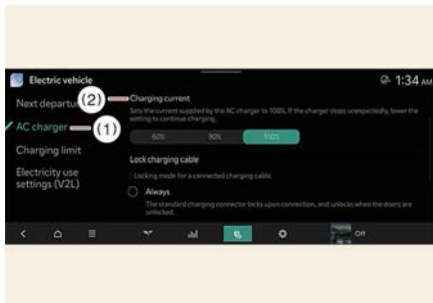 Electric vehicle
1:34 AM
Next departu
(2)
Charging current
Sets the current supplied by the AC charger to 100%. If the charger stops unexpectedly, lower the
setting to continue charging.
AC charger
(1)
60%
90%
100%
Charging limit
Lock charging cable
Locking mode for a connected charging cable.
Electricity use
settings (V2L)
Always
The standard charging connector locks upon connection, and unlocks when the doors are
unlocked.
Off